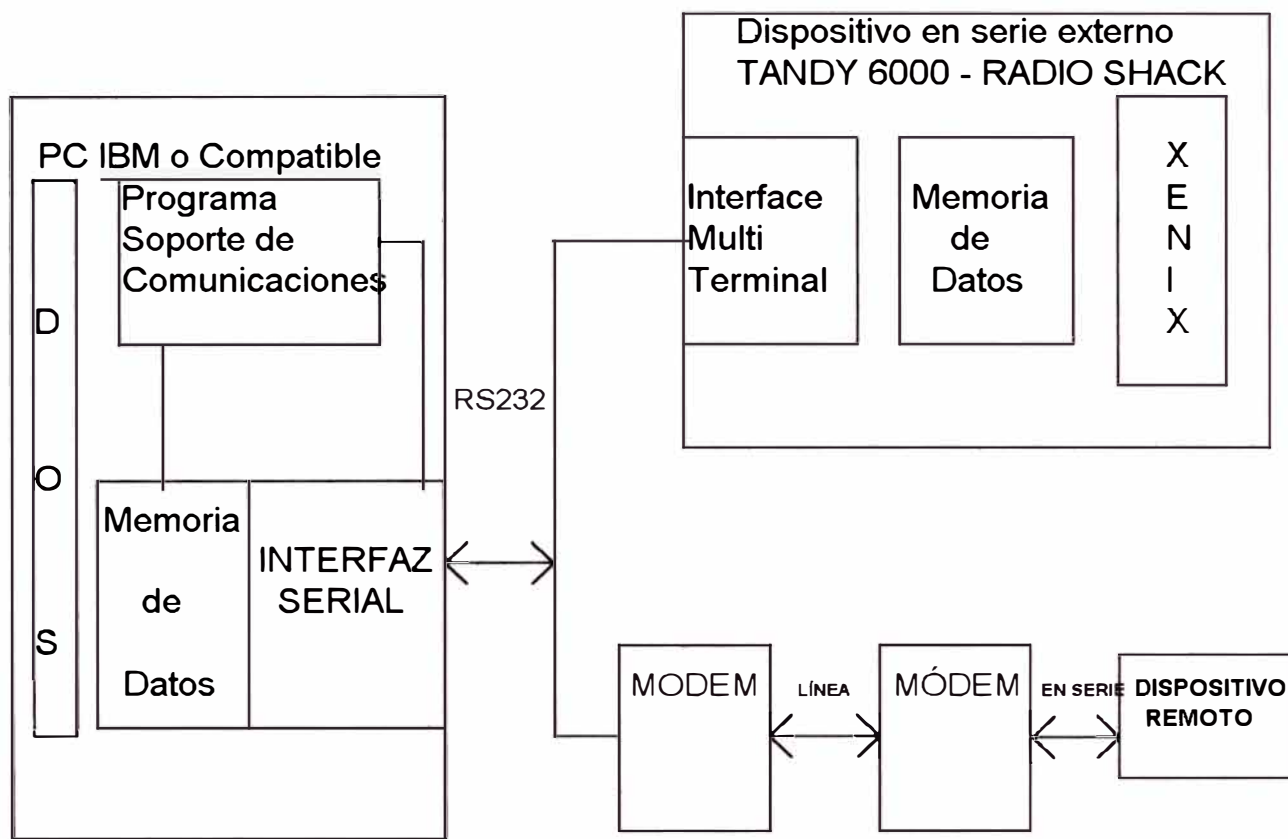 Dispositivo en serie externo
TANDY 6000 - RADIO SHACK
PC IBM o Compatible
Programa
Soporte de
Comunicaciones
D
O
S
Memoria
de
Datos
INTERFAZ
SERIAL
RS232
Interface
Multi
Terminal
Memoria
de
Datos
X
E
N
I
X
MODEM
LÍNEA
MÓDEM
EN SERIE
DISPOSITIVO
REMOTO